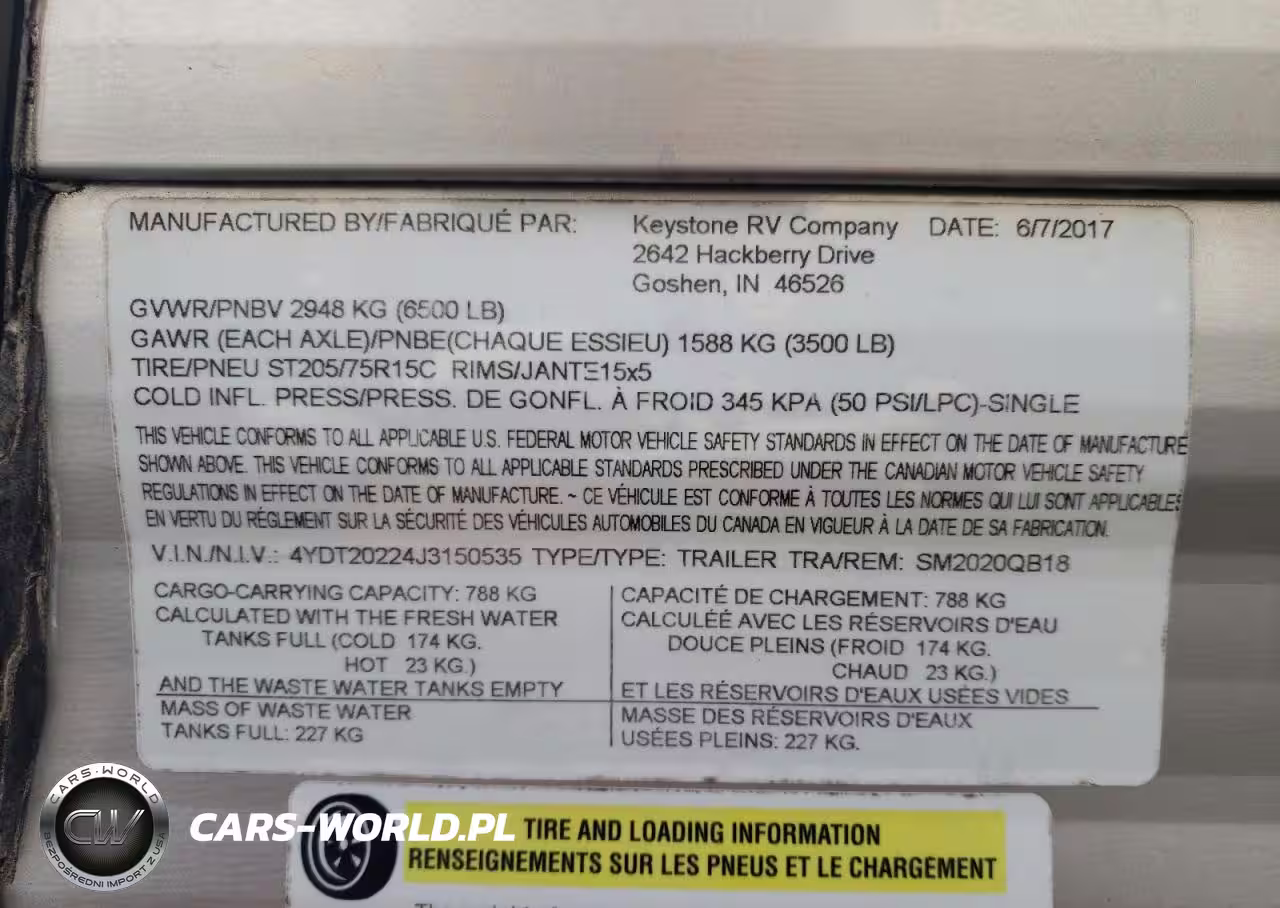 MANUFACTURED BY/FABRIQUÉ PAR: Keystone RV Company DATE: 6/7/2017
2642 Hackberry Drive
Goshen, IN 46526
GVWR/PNBV 2948 KG (6500 LB)
GAWR (EACH AXLE)/PNBE(CHAQUE ESSIEU) 1588 KG (3500 LB)
TIRE/PNEU ST205/75R15C RIMS/JANTE15x5
COLD INFL. PRESS/PRESS. DE GONFL. À FROID 345 KPA (50 PSI/LPC)-SINGLE
THIS VEHICLE CONFORMS TO ALL APPLICABLE U.S. FEDERAL MOTOR VEHICLE SAFETY STANDARDS IN EFFECT ON THE DATE OF MANUFACTURE
SHOWN ABOVE. THIS VEHICLE CONFORMS TO ALL APPLICABLE STANDARDS PRESCRIBED UNDER THE CANADIAN MOTOR VEHICLE SAFETY
REGULATIONS IN EFFECT ON THE DATE OF MANUFACTURE. ~ CE VÉHICULE EST CONFORME À TOUTES LES NORMES QUI LUI SONT APPLICABLES
EN VERTU DU RÉGLEMENT SUR LA SÉCURITÉ DES VÉHICULES AUTOMOBILES DU CANADA EN VIGUEUR À LA DATE DE SA FABRICATION.
V.I.N./N.I.V.: 4YDT20224J3150535 TYPE/TYPE: TRAILER TRA/REM: SM2020QB18
CARGO-CARRYING CAPACITY: 788 KG
CALCULATED WITH THE FRESH WATER
TANKS FULL (COLD 174 KG.
HOT 23 KG.)
AND THE WASTE WATER TANKS EMPTY
MASS OF WASTE WATER
TANKS FULL: 227 KG
CAPACITÉ DE CHARGEMENT: 788 KG
CALCULÉÉ AVEC LES RÉSERVOIRS D'EAU
DOUCE PLEINS (FROID 174 KG.
CHAUD 23 KG.)
ET LES RÉSERVOIRS D'EAUX USÉES VIDES
MASSE DES RÉSERVOIRS D'EAUX
USÉES PLEINS: 227 KG.
TIRE AND LOADING INFORMATION
RENSEIGNEMENTS SUR LES PNEUS ET LE CHARGEMENT
CARS-WORLD
CW
BEZPOŚREDNI IMPORT Z USA
CARS-WORLD.PL